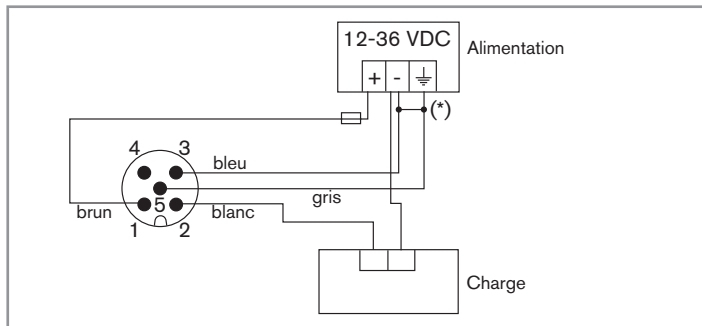 12-36 VDC
Alimentation
+ -
(*)
4 3
bleu
5
gris
brun
blanc
1 2
Charge